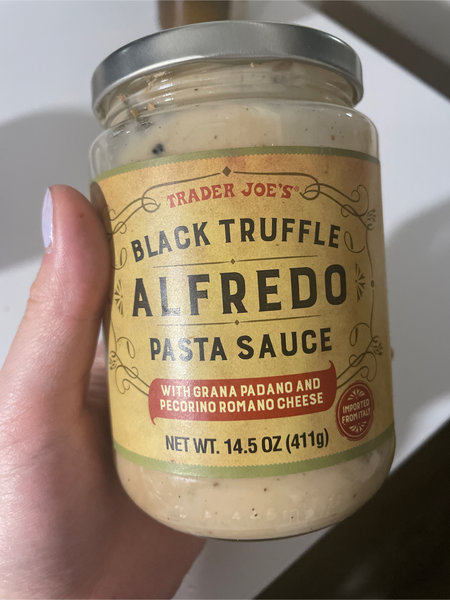 TRADER JOE'S®
BLACK TRUFFLE
ALFREDO
PASTA SAUCE
WITH GRANA PADANO AND
PECORINO ROMANO CHEESE
IMPORTED
FROM ITALY
NET WT. 14.5 OZ (411g)